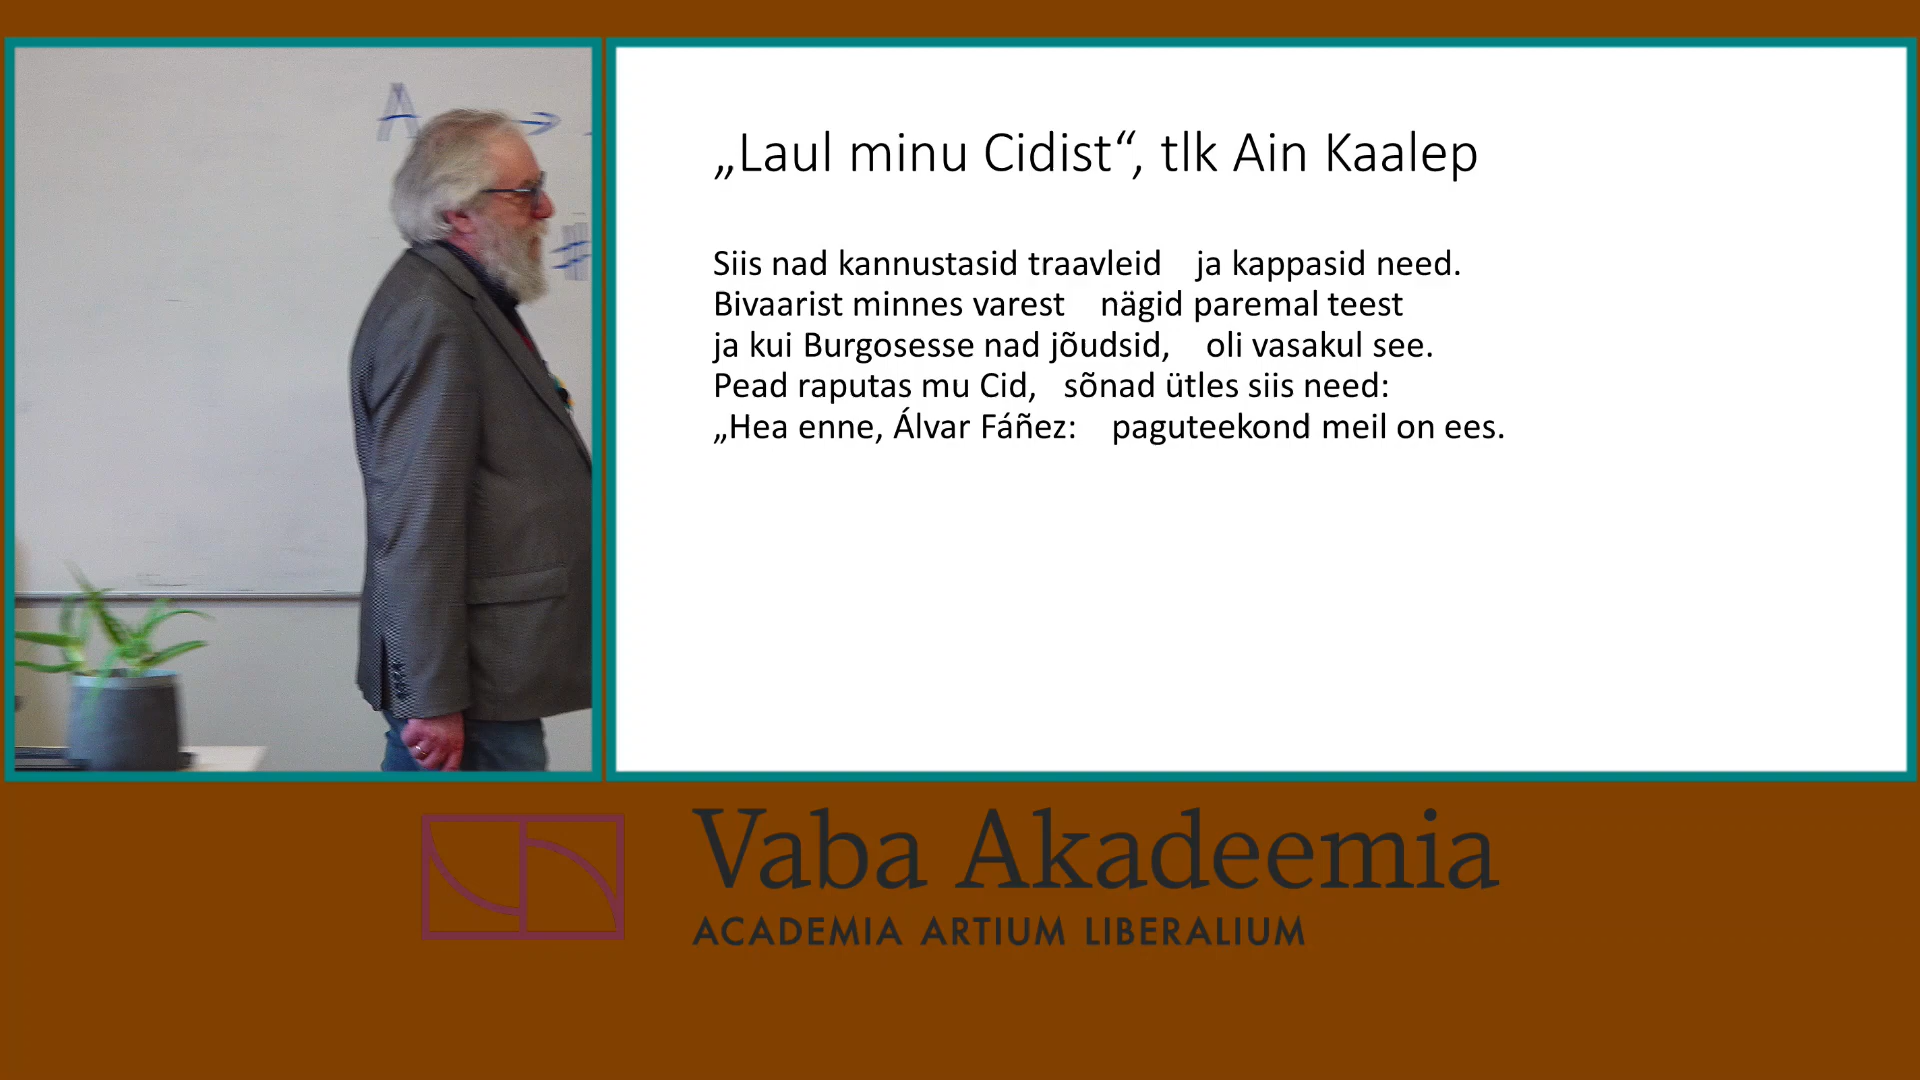 A →
#
„Laul minu Cidist“, tlk Ain Kaalep
Siis nad kannustasid traavleid ja kappasid need.
Bivaarist minnes varest nägid paremal teest
ja kui Burgosesse nad jõudsid, oli vasakul see.
Pead raputas mu Cid, sõnad ütles siis need:
„Hea enne, Álvar Fáñez: paguteekond meil on ees.
Vaba Akadeemia
ACADEMIA ARTIUM LIBERALIUM